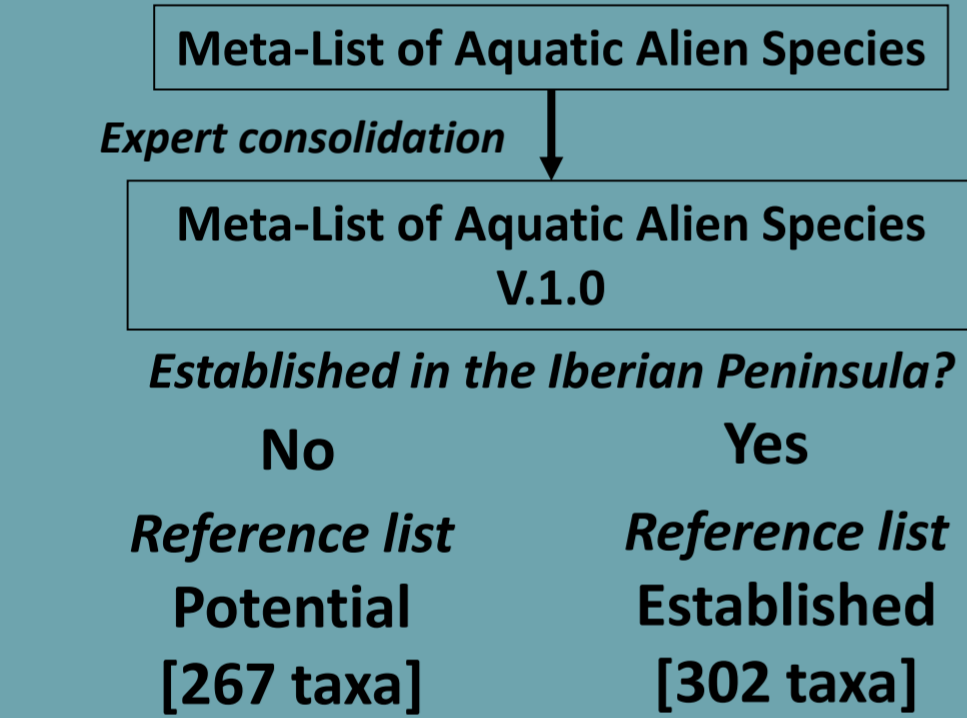 Meta-List of Aquatic Alien Species
Expert consolidation
Meta-List of Aquatic Alien Species
V.1.0
Established in the Iberian Peninsula?
No
Yes
Reference list
Reference list
Potential
Established
[267 taxa]
[302 taxa]